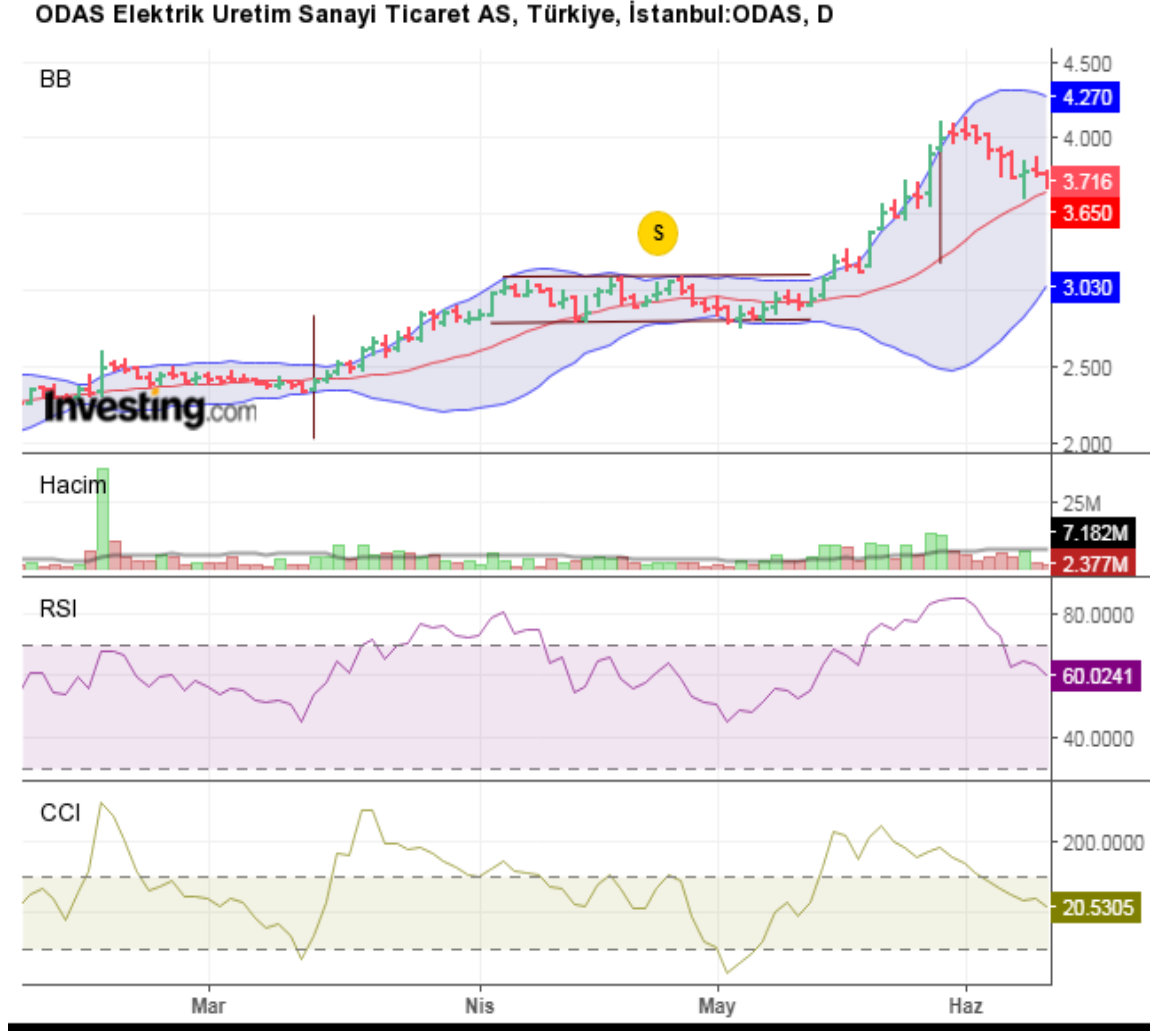 ODAS Elektrik Uretim Sanayi Ticaret AS, Türkiye, İstanbul:ODAS, D
BB
4.500
4.270
4.000
3.716
3.650
S
3.030
2.500
Investing.com
2.000
Hacim
25M
7.182M
2.377M
RSI
80.0000
60.0241
40.0000
CCI
200.0000
20.5305
Mar Nis May Haz